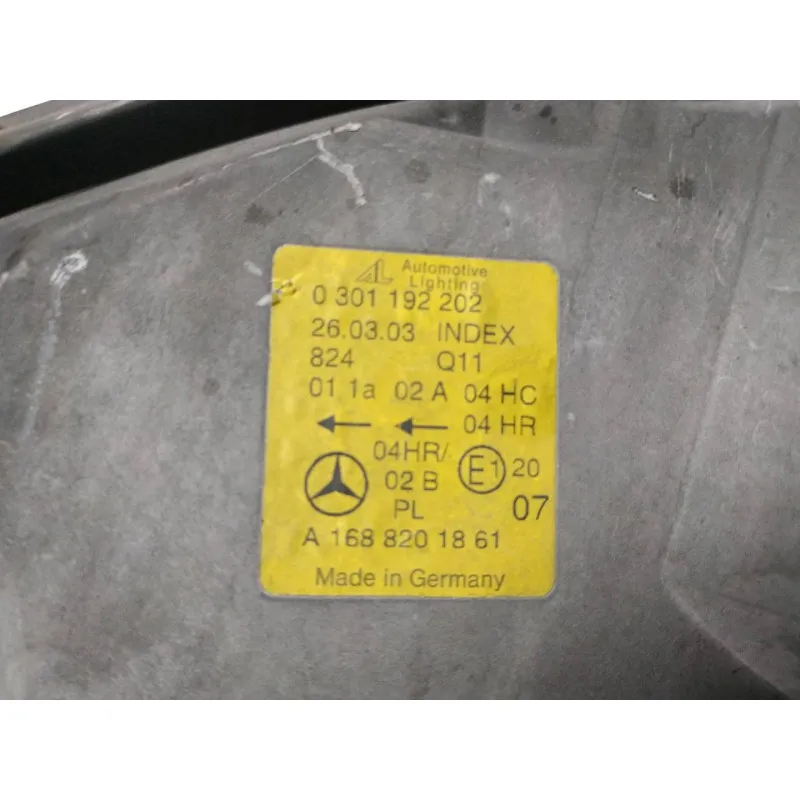 AL Automotive
Lighting
0 301 192 202
26.03.03 INDEX
824 Q11
01 1a 02 A 04 HC
04 HR
04HR/
02 B E1 20
PL 07
A 168 820 18 61
Made in Germany